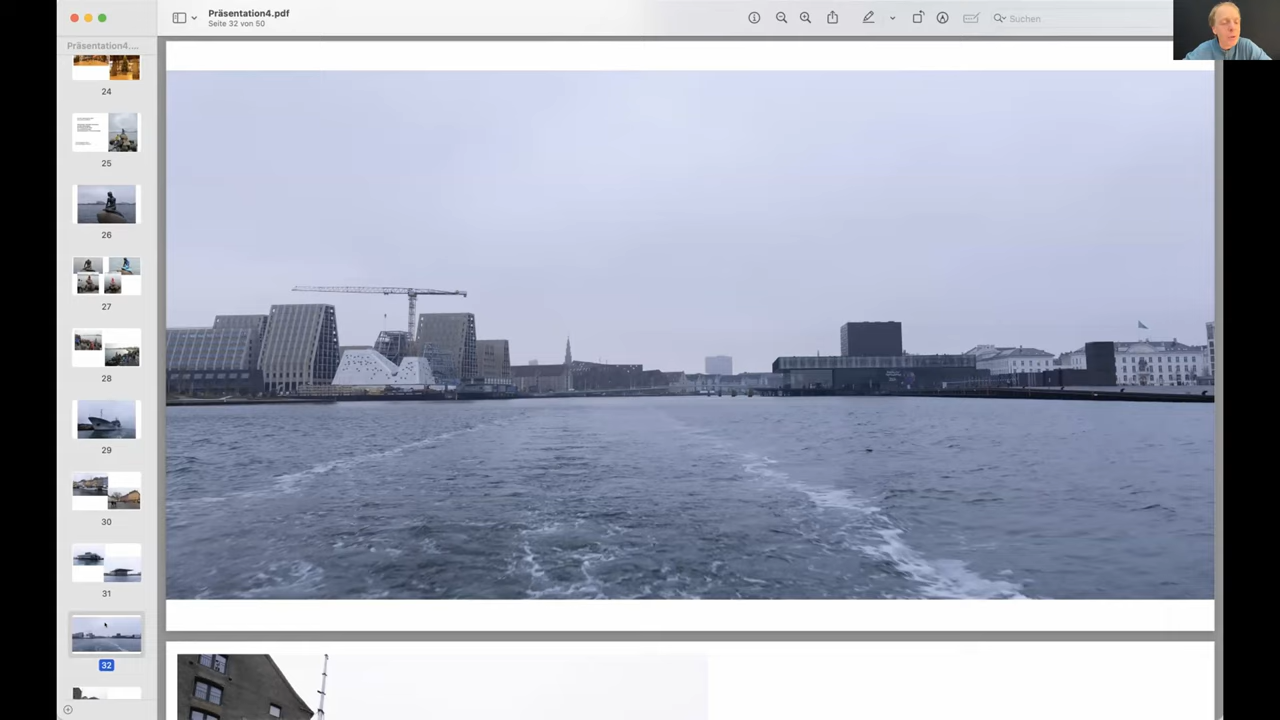 Präsentation4.pdf
Seite 32 von 50
Suchen
Präsentation4....
24
25
26
27
28
29
30
31
32